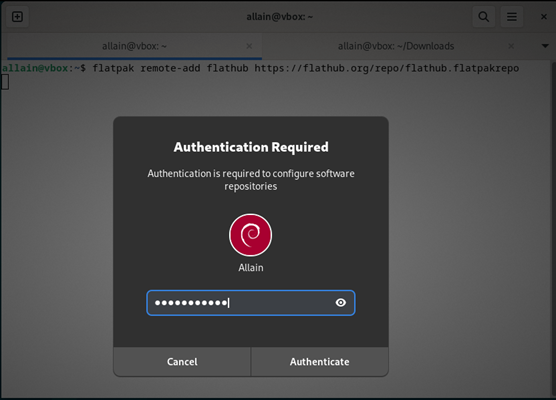 allain@vbox: ~
allain@vbox: ~
allain@vbox: ~/Downloads
allain@vbox:~$ flatpak remote-add flathub https://flathub.org/repo/flathub.flatpakrepo
Authentication Required
Authentication is required to configure software
repositories
Allain
●●●●●●●●●●●
Cancel
Authenticate